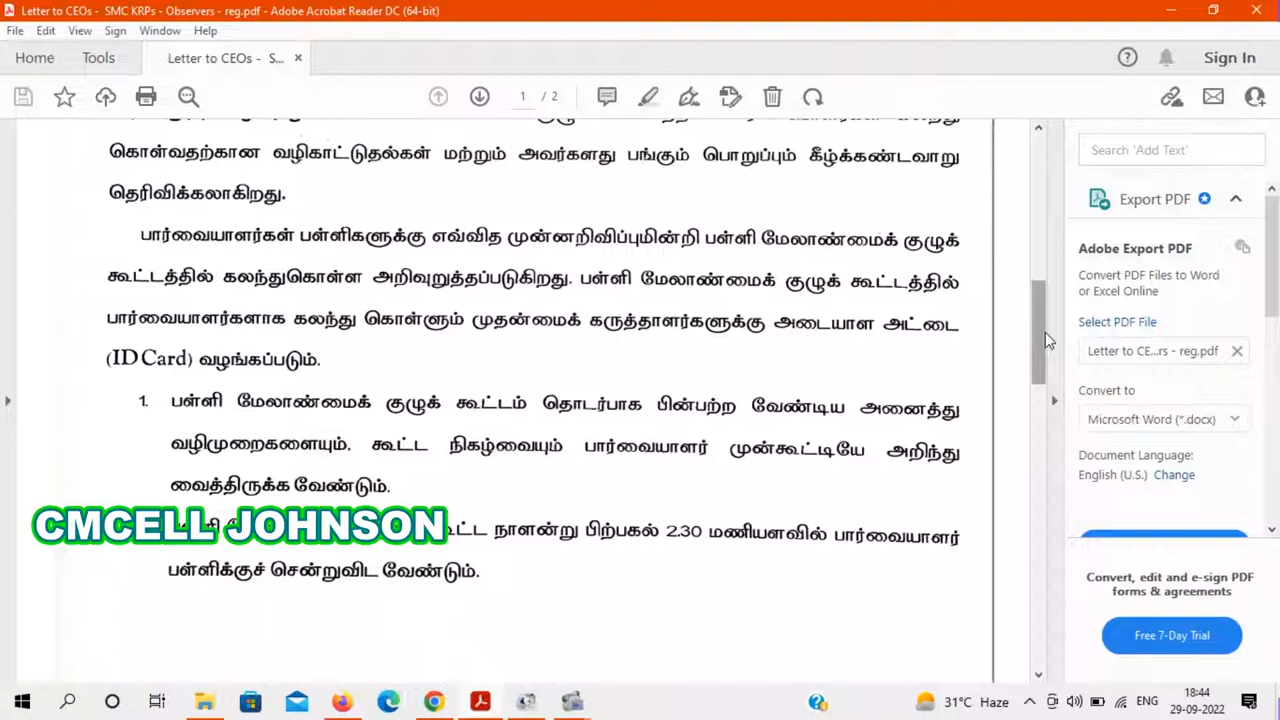 Letter to CEOs - SMC KRPs - Observers - reg.pdf - Adobe Acrobat Reader DC (64-bit)
File Edit View Sign Window Help
Home Tools Letter to CEOs - S... × Sign In
1 / 2
கொள்வதற்கான வழிகாட்டுதல்கள் மற்றும் அவர்களது பங்கும் பொறுப்பும் கீழ்க்கண்டவாறு
தெரிவிக்கலாகிறது.
பார்வையாளர்கள் பள்ளிகளுக்கு எவ்வித முன்னறிவிப்புமின்றி பள்ளி மேலாண்மைக் குழுக்
கூட்டத்தில் கலந்துகொள்ள அறிவுறுத்தப்படுகிறது. பள்ளி மேலாண்மைக் குழுக் கூட்டத்தில்
பார்வையாளர்களாக கலந்து கொள்ளும் முதன்மைக் கருத்தாளர்களுக்கு அடையாள அட்டை
(ID Card) வழங்கப்படும்.
1. பள்ளி மேலாண்மைக் குழுக் கூட்டம் தொடர்பாக பின்பற்ற வேண்டிய அனைத்து
வழிமுறைகளையும், கூட்ட நிகழ்வையும் பார்வையாளர் முன்கூட்டியே அறிந்து
வைத்திருக்க வேண்டும்.
CMCELL JOHNSON
கூட்ட நாளன்று பிற்பகல் 2.30 மணியளவில் பார்வையாளர்
பள்ளிக்குச் சென்றுவிட வேண்டும்.
Search 'Add Text'
Export PDF
Adobe Export PDF
Convert PDF Files to Word
or Excel Online
Select PDF File
Letter to CE...rs - reg.pdf ×
Convert to
Microsoft Word (*.docx)
Document Language:
English (U.S.) Change
Convert, edit and e-sign PDF
forms & agreements
Free 7-Day Trial
31°C Haze ENG 18:44
29-09-2022